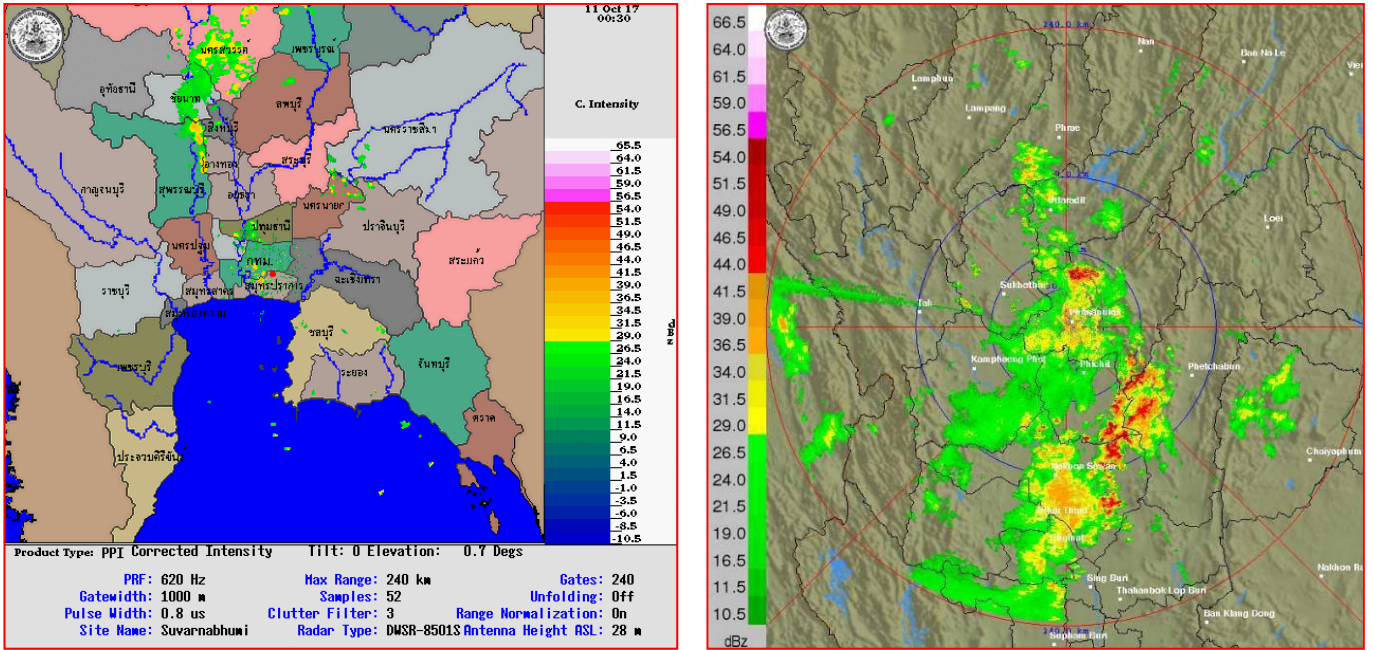 11 Oct 17
00:30
C. Intensity
65.5
64.0
61.5
59.0
56.5
54.0
51.5
49.0
46.5
44.0
41.5
39.0
36.5
34.5
31.5
29.0
26.5
24.0
21.5
19.0
16.5
14.0
11.5
9.0
6.5
4.0
1.5
-1.0
-3.5
-6.0
-8.5
-10.5
นครสวรรค์
เพชรบูรณ์
อุทัยธานี
ชัยนาท
ลพบุรี
สิงห์บุรี
นครราชสีมา
อ่างทอง
สระบุรี
กาญจนบุรี
สุพรรณบุรี
อยุธยา
นครนายก
ปทุมธานี
ปราจีนบุรี
นครปฐม
กทม.
สระแก้ว
ราชบุรี
สมุทรสาคร
สมุทรปราการ
ฉะเชิงเทรา
สมุทรสงคราม
ชลบุรี
เพชรบุรี
ระยอง
จันทบุรี
ตราด
ประจวบคีรีขันธ์
Product Type: PPI Corrected Intensity Tilt: 0 Elevation: 0.7 Degs
PRF: 620 Hz Max Range: 240 km Gates: 240
Gatewidth: 1000 m Samples: 52 Unfolding: Off
Pulse Width: 0.8 us Clutter Filter: 3 Range Normalization: On
Site Name: Suvarnabhumi Radar Type: DWSR-8501S Antenna Height ASL: 28 m
66.5
64.0
61.5
59.0
56.5
54.0
51.5
49.0
46.5
44.0
41.5
39.0
36.5
34.0
31.5
29.0
26.5
24.0
21.5
19.0
16.5
14.0
11.5
10.5
dBz
240.0 km
Nan
Ban Na Le
Lamphun
Lampang
Phrae
Uttaradit
Loei
Sukhothai
Tak
Phitsanulok
Kamphaeng Phet
Phichit
Phetchabun
Chaiyaphum
Nakhon Sawan
Uthai Thani
Chainat
Sing Buri
Thahanbok Lop Buri
Ban Klang Dong
240.0 km
Suphan Buri